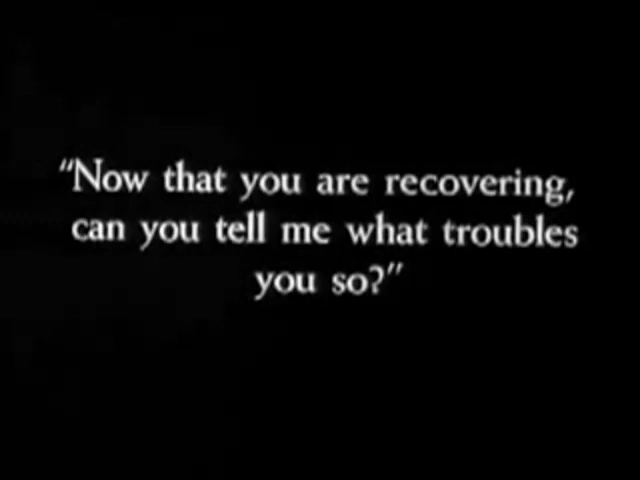 "Now that you are recovering,
can you tell me what troubles
you so?"